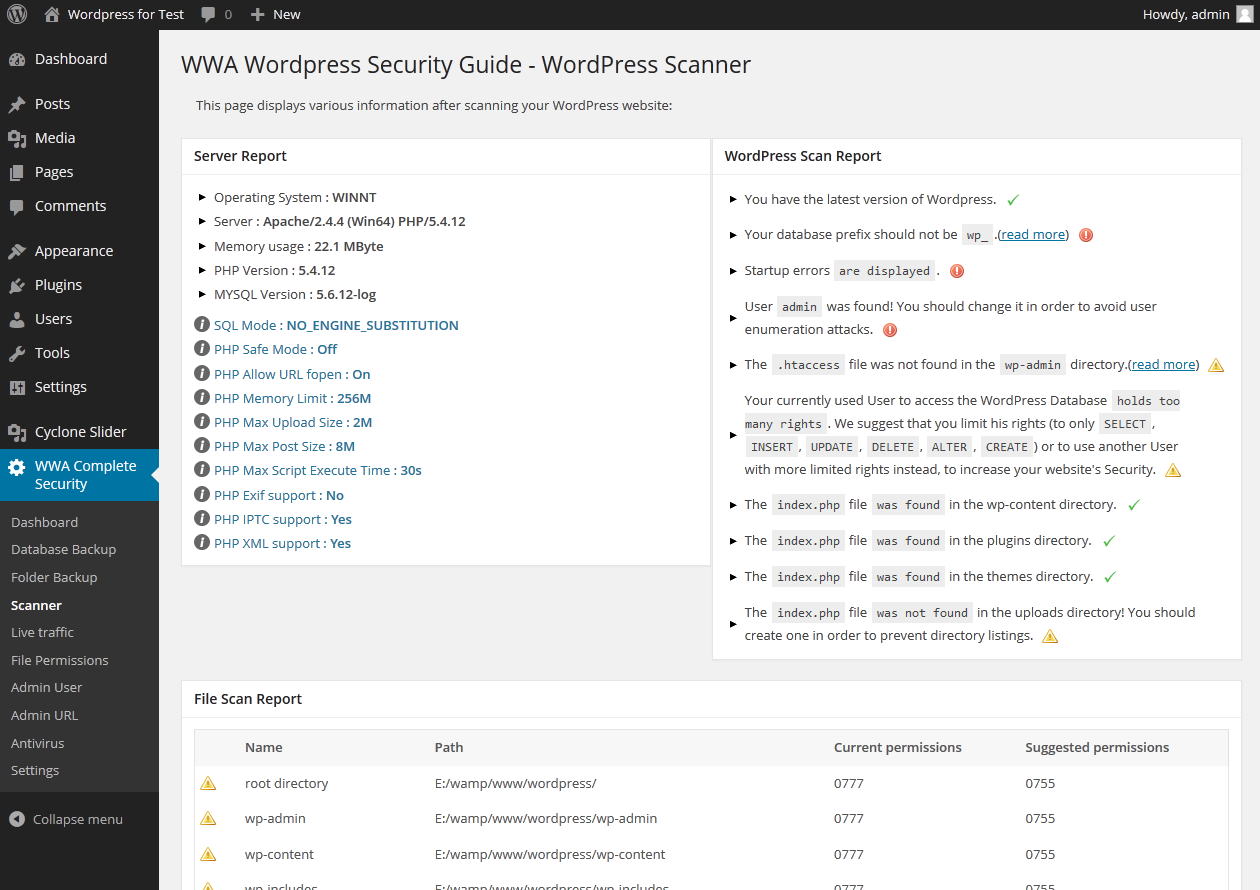 Wordpress for Test 0 New Howdy, admin
Dashboard
Posts
Media
Pages
Comments
Appearance
Plugins
Users
Tools
Settings
Cyclone Slider
WWA Complete
Security
Dashboard
Database Backup
Folder Backup
Scanner
Live traffic
File Permissions
Admin User
Admin URL
Antivirus
Settings
Collapse menu
WWA Wordpress Security Guide - WordPress Scanner
This page displays various information after scanning your WordPress website:
Server Report
Operating System : WINNT
Server : Apache/2.4.4 (Win64) PHP/5.4.12
Memory usage : 22.1 MByte
PHP Version : 5.4.12
MYSQL Version : 5.6.12-log
SQL Mode : NO_ENGINE_SUBSTITUTION
PHP Safe Mode : Off
PHP Allow URL fopen : On
PHP Memory Limit : 256M
PHP Max Upload Size : 2M
PHP Max Post Size : 8M
PHP Max Script Execute Time : 30s
PHP Exif support : No
PHP IPTC support : Yes
PHP XML support : Yes
WordPress Scan Report
You have the latest version of Wordpress.
Your database prefix should not be wp_ .(read more)
Startup errors are displayed .
User admin was found! You should change it in order to avoid user
enumeration attacks.
The .htaccess file was not found in the wp-admin directory.(read more)
Your currently used User to access the WordPress Database holds too
many rights . We suggest that you limit his rights (to only SELECT ,
INSERT , UPDATE , DELETE , ALTER , CREATE ) or to use another User
with more limited rights instead, to increase your website's Security.
The index.php file was found in the wp-content directory.
The index.php file was found in the plugins directory.
The index.php file was found in the themes directory.
The index.php file was not found in the uploads directory! You should
create one in order to prevent directory listings.
File Scan Report
Name Path Current permissions Suggested permissions
root directory E:/wamp/www/wordpress/ 0777 0755
wp-admin E:/wamp/www/wordpress/wp-admin 0777 0755
wp-content E:/wamp/www/wordpress/wp-content 0777 0755
wp-includes E:/wamp/www/wordpress/wp-includes 0777 0755